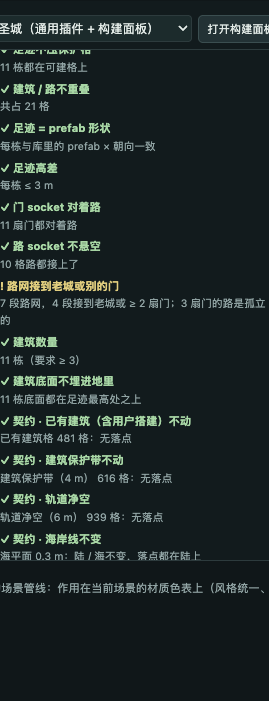 圣城（通用插件 + 构建面板）
打开构建面板
✓ 足迹不压保护格
11 栋都在可建格上
✓ 建筑 / 路不重叠
共占 21 格
✓ 足迹 = prefab 形状
每栋与库里的 prefab × 朝向一致
✓ 足迹高差
每栋 ≤ 3 m
✓ 门 socket 对着路
11 扇门都对着路
✓ 路 socket 不悬空
10 格路都接上了
! 路网接到老城或别的门
7 段路网，4 段接到老城或 ≥ 2 扇门；3 扇门的路是孤立
的
✓ 建筑数量
11 栋（要求 ≥ 3）
✓ 建筑底面不埋进地里
11 栋底面都在足迹最高处之上
✓ 契约 · 已有建筑（含用户搭建）不动
已有建筑格 481 格：无落点
✓ 契约 · 建筑保护带不动
建筑保护带（4 m） 616 格：无落点
✓ 契约 · 轨道净空
轨道净空（6 m） 939 格：无落点
✓ 契约 · 海岸线不变
海平面 0.3 m：陆 / 海不变，落点都在陆上
场景管线：作用在当前场景的材质色表上（风格统一、